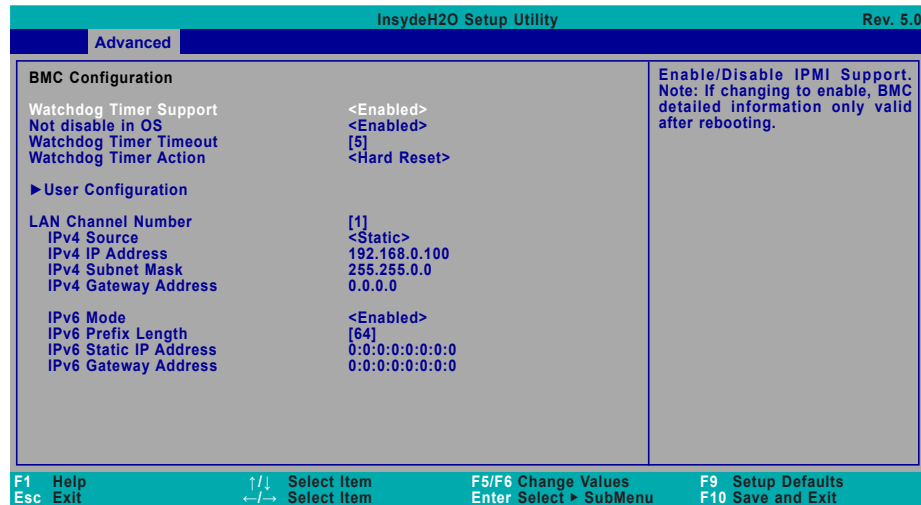 InsydeH2O Setup Utility Rev. 5.0
Advanced
BMC Configuration
Watchdog Timer Support <Enabled>
Not disable in OS <Enabled>
Watchdog Timer Timeout [5]
Watchdog Timer Action <Hard Reset>
►User Configuration
LAN Channel Number [1]
IPv4 Source <Static>
IPv4 IP Address 192.168.0.100
IPv4 Subnet Mask 255.255.0.0
IPv4 Gateway Address 0.0.0.0
IPv6 Mode <Enabled>
IPv6 Prefix Length [64]
IPv6 Static IP Address 0:0:0:0:0:0:0:0
IPv6 Gateway Address 0:0:0:0:0:0:0:0
Enable/Disable IPMI Support.
Note: If changing to enable, BMC
detailed information only valid
after rebooting.
F1 Help ↑/↓ Select Item F5/F6 Change Values F9 Setup Defaults
Esc Exit ←/→ Select Item Enter Select ► SubMenu F10 Save and Exit